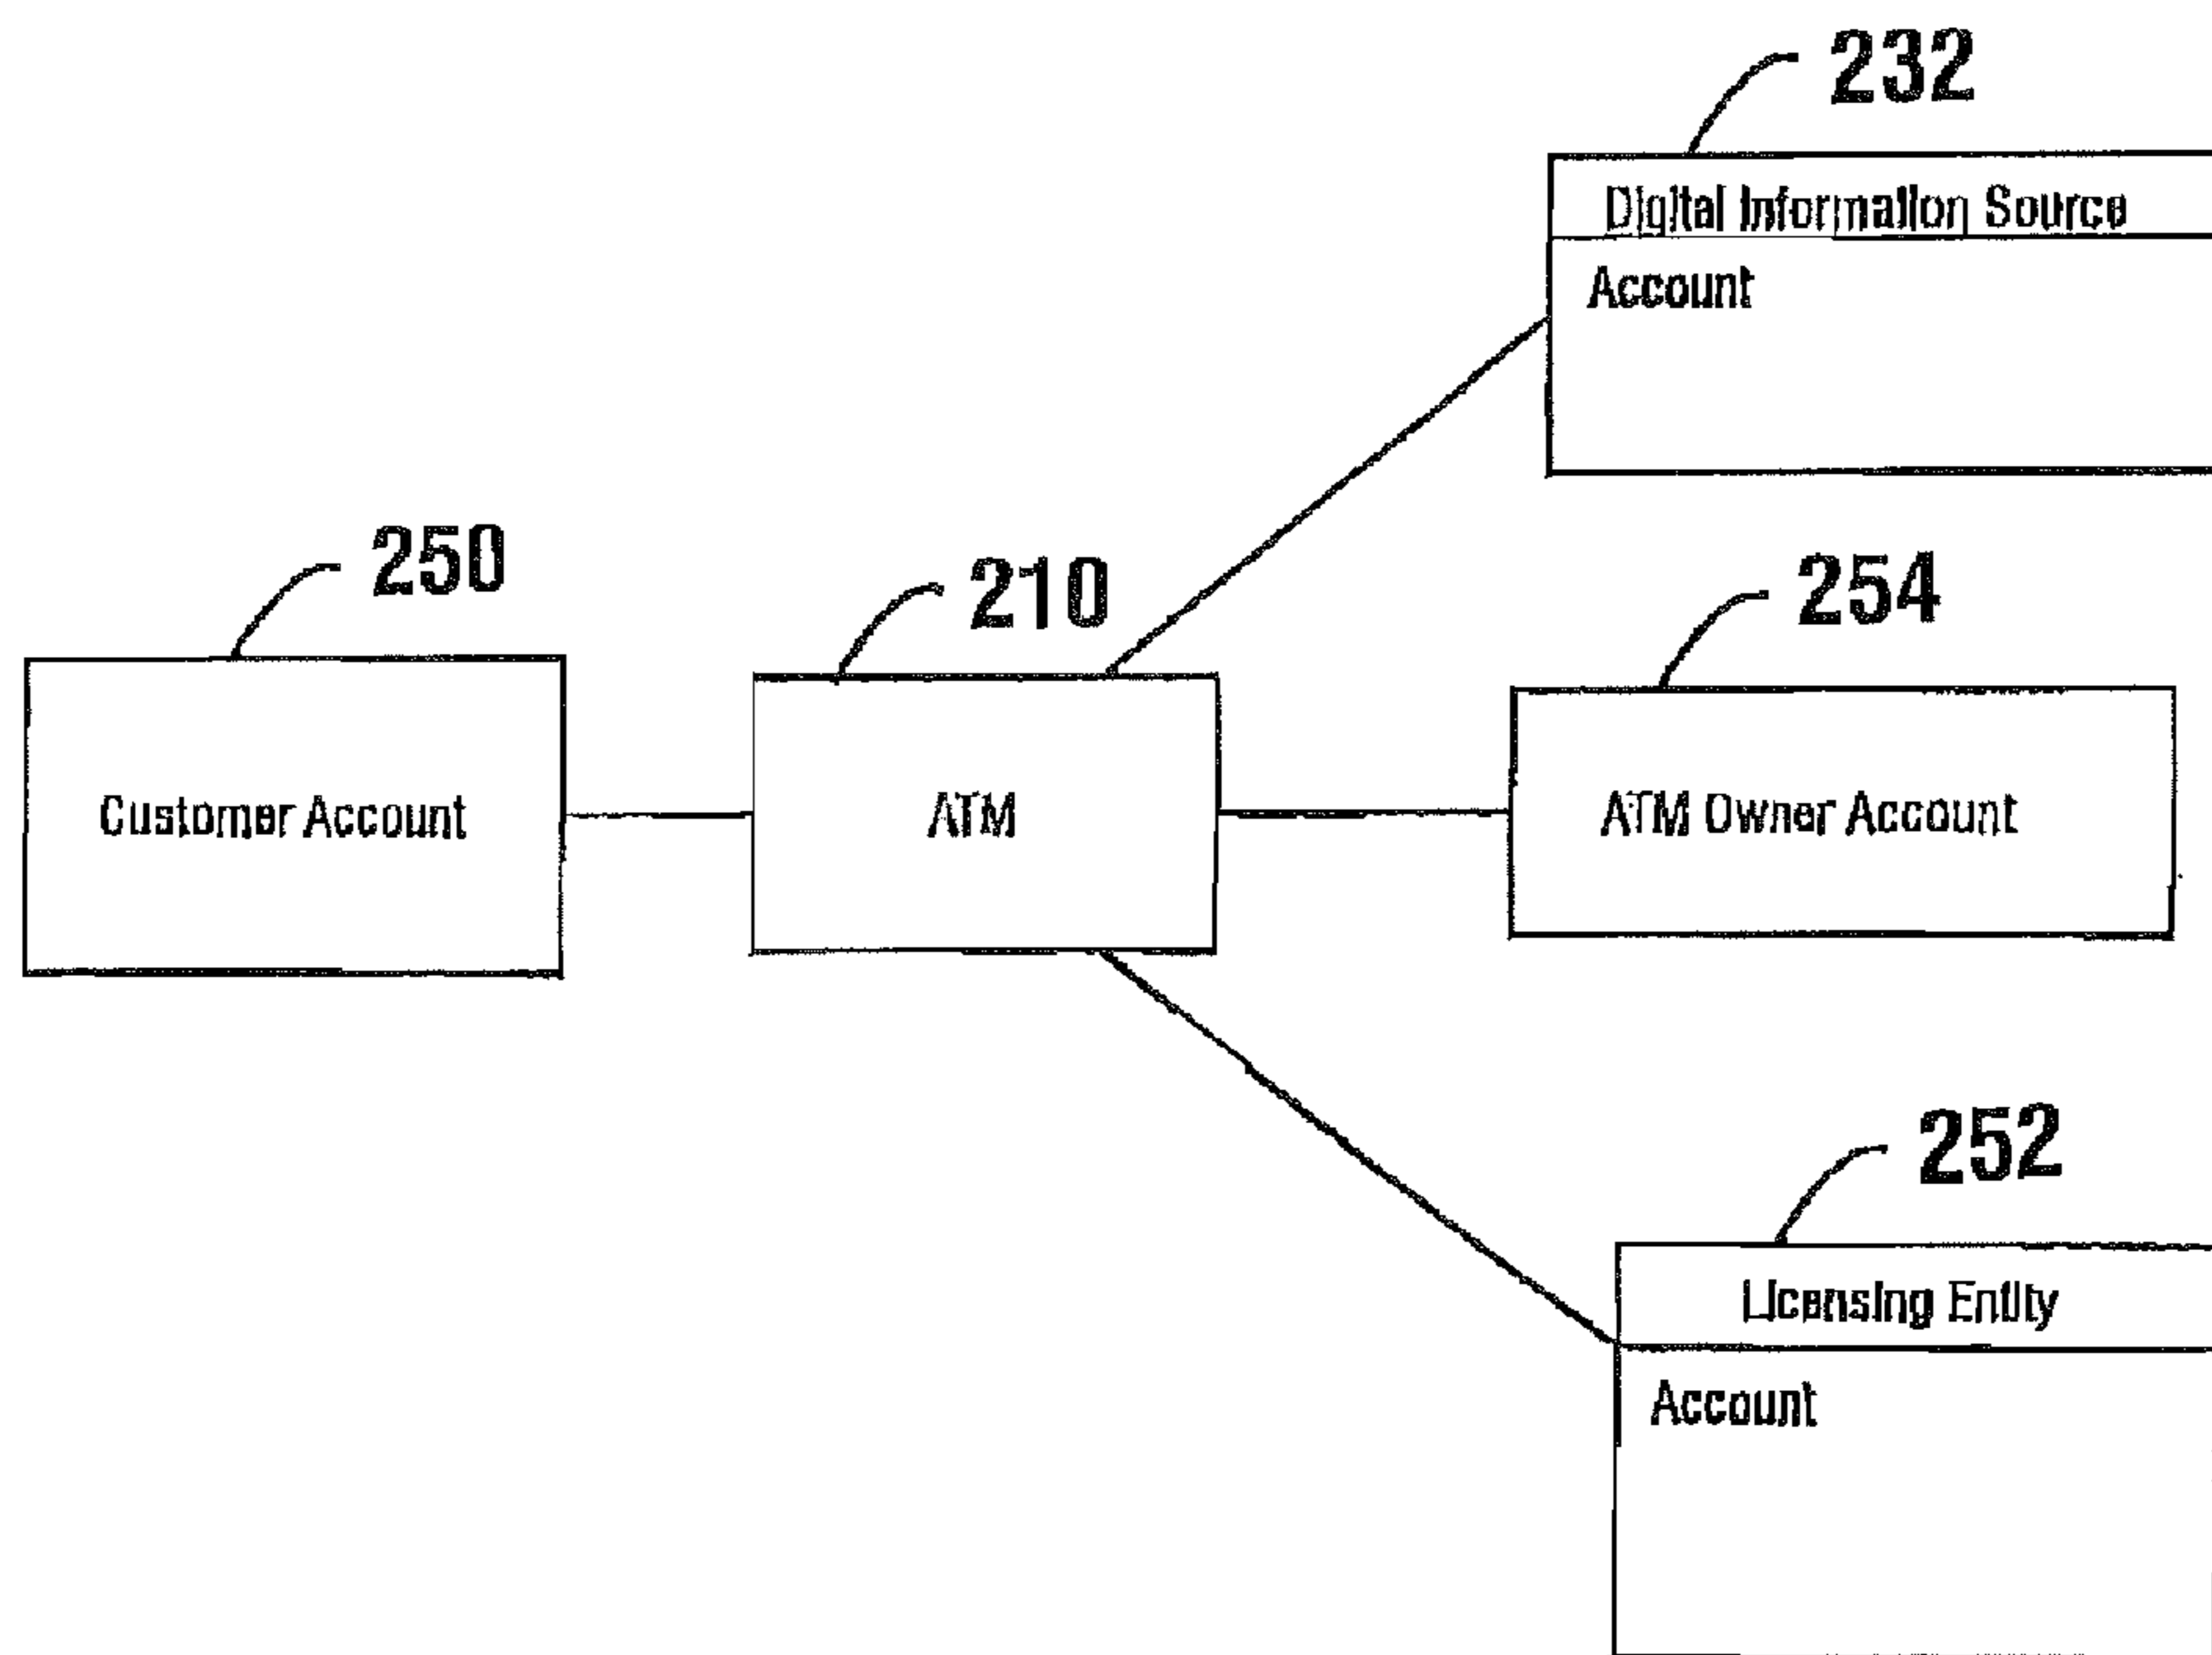 232
Digital Information Source
Account
250
210
254
Customer Account
ATM
ATM Owner Account
252
Licensing Entity
Account